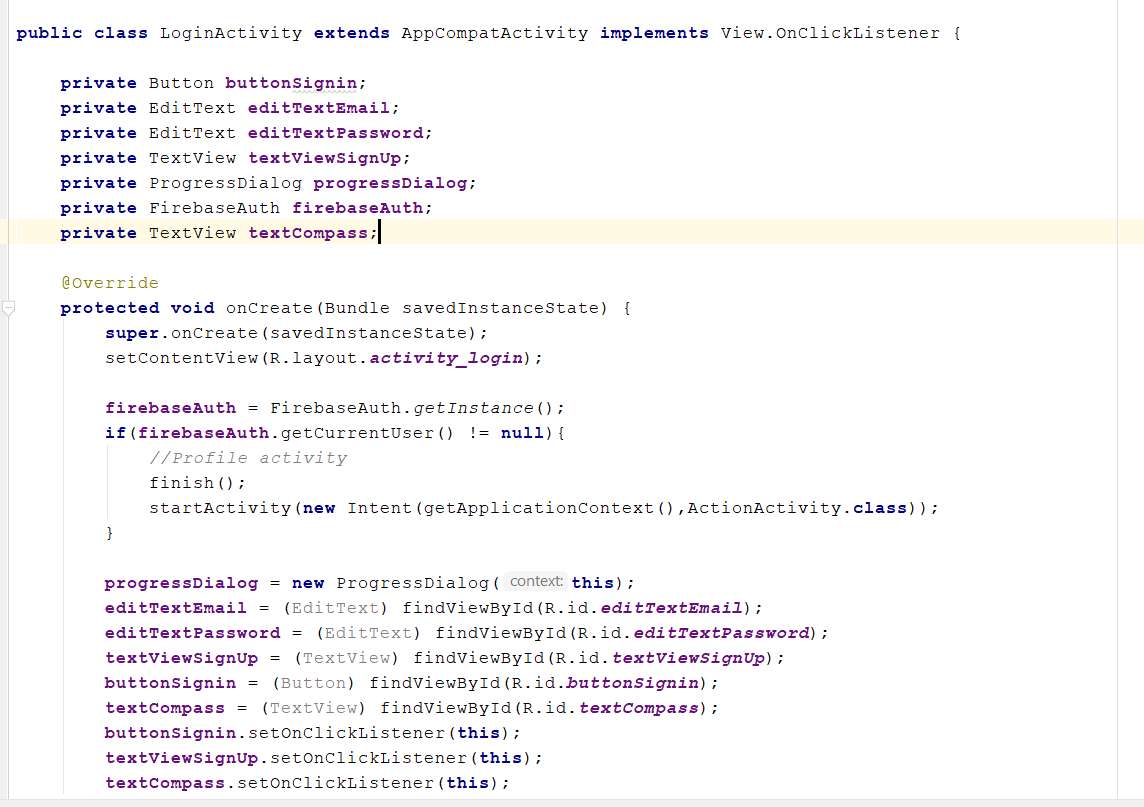 public class LoginActivity extends AppCompatActivity implements View.OnClickListener {
private Button buttonSignin;
private EditText editTextEmail;
private EditText editTextPassword;
private TextView textViewSignUp;
private ProgressDialog progressDialog;
private FirebaseAuth firebaseAuth;
private TextView textCompass;
@Override
protected void onCreate(Bundle savedInstanceState) {
super.onCreate(savedInstanceState);
setContentView(R.layout.activity_login);
firebaseAuth = FirebaseAuth.getInstance();
if(firebaseAuth.getCurrentUser() != null){
//Profile activity
finish();
startActivity(new Intent(getApplicationContext(),ActionActivity.class));
}
progressDialog = new ProgressDialog( context: this);
editTextEmail = (EditText) findViewById(R.id.editTextEmail);
editTextPassword = (EditText) findViewById(R.id.editTextPassword);
textViewSignUp = (TextView) findViewById(R.id.textViewSignUp);
buttonSignin = (Button) findViewById(R.id.buttonSignin);
textCompass = (TextView) findViewById(R.id.textCompass);
buttonSignin.setOnClickListener(this);
textViewSignUp.setOnClickListener(this);
textCompass.setOnClickListener(this);